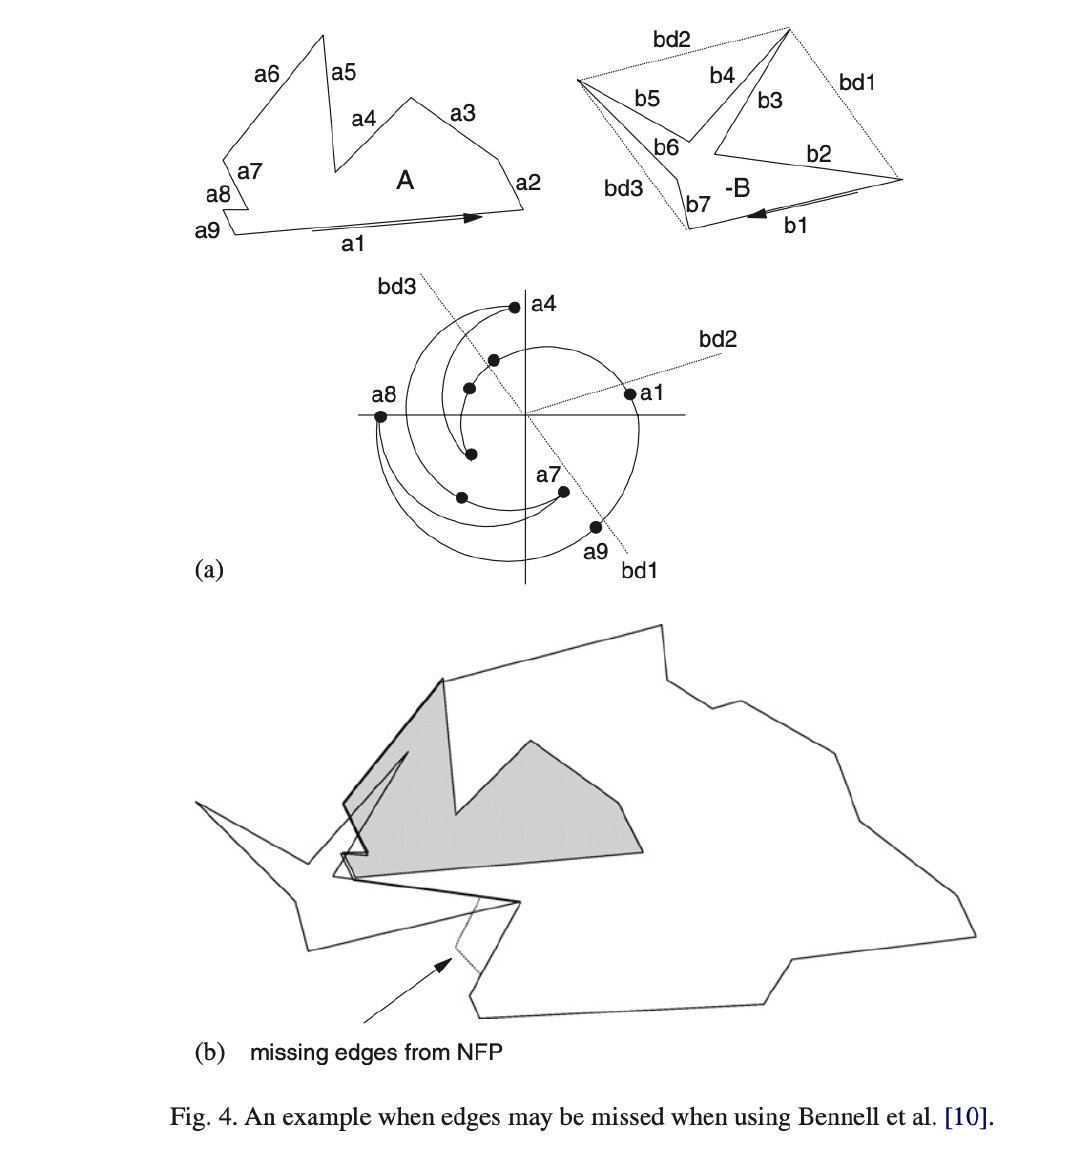 bd2
a6
a5
b4
bd1
b5
b3
a4
a3
b6
b2
a7
A
a2
bd3
-B
a8
b7
a9
b1
a1
bd3
a4
bd2
a8
a1
a7
a9
(a)
bd1
(b) missing edges from NFP
Fig. 4. An example when edges may be missed when using Bennell et al. [10].